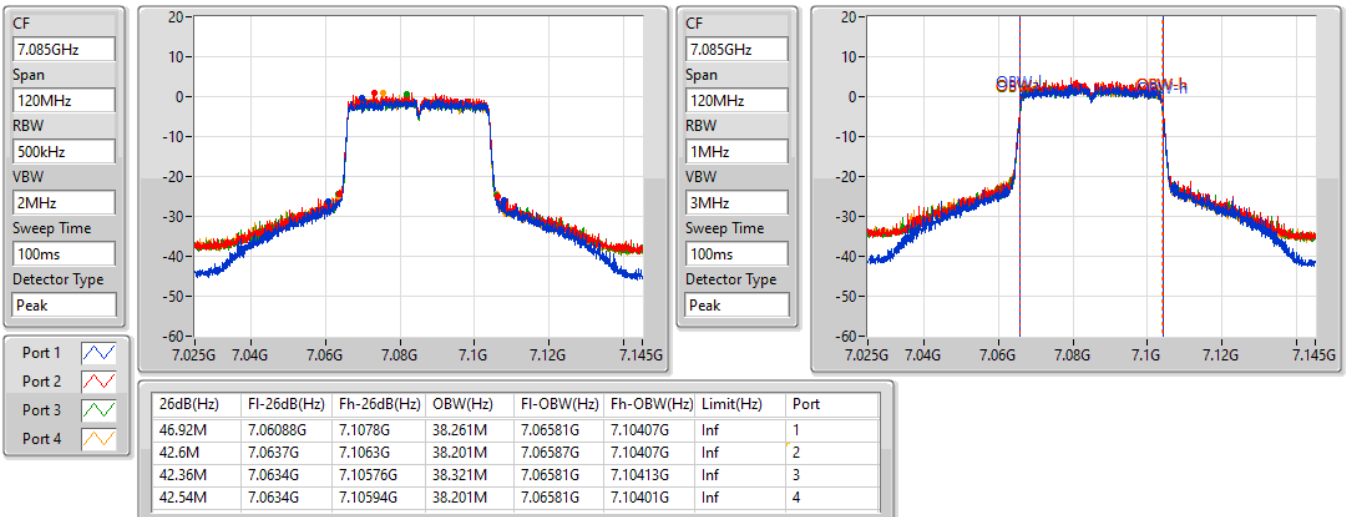 CF
7.085GHz
Span
120MHz
RBW
500kHz
VBW
2MHz
Sweep Time
100ms
Detector Type
Peak
20
10
0
-10
-20
-30
-40
-50
-60
7.025G 7.04G 7.06G 7.08G 7.1G 7.12G 7.145G
CF
7.085GHz
Span
120MHz
RBW
1MHz
VBW
3MHz
Sweep Time
100ms
Detector Type
Peak
20
10
0
-10
-20
-30
-40
-50
-60
OBW-l OBW-h
7.025G 7.04G 7.06G 7.08G 7.1G 7.12G 7.145G
Port 1
Port 2
Port 3
Port 4
26dB(Hz) Fl-26dB(Hz) Fh-26dB(Hz) OBW(Hz) Fl-OBW(Hz) Fh-OBW(Hz) Limit(Hz) Port
46.92M 7.06088G 7.1078G 38.261M 7.06581G 7.10407G Inf 1
42.6M 7.0637G 7.1063G 38.201M 7.06587G 7.10407G Inf 2
42.36M 7.0634G 7.10576G 38.321M 7.06581G 7.10413G Inf 3
42.54M 7.0634G 7.10594G 38.201M 7.06581G 7.10401G Inf 4